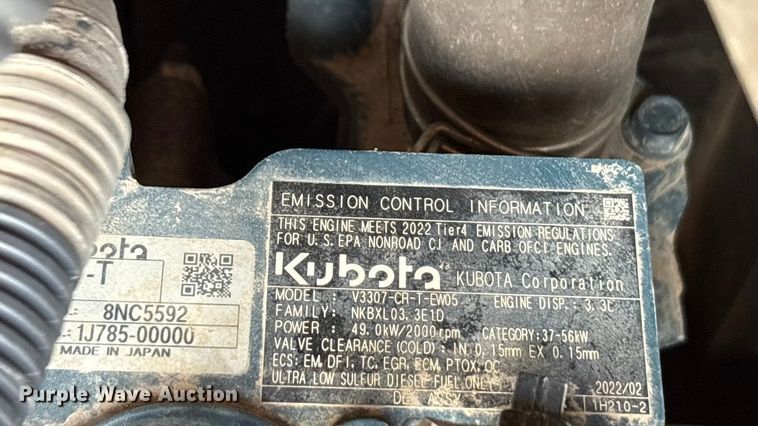 EMISSION CONTROL INFORMATION
THIS ENGINE MEETS 2022 Tier4 EMISSION REGULATIONS
FOR U.S. EPA NONROAD CI AND CARB OFCI ENGINES.
Kubota KUBOTA Corporation
MODEL : V3307-CR-T-EW05 ENGINE DISP.: 3.3L
FAMILY: NKBXL03.3E1D
POWER : 49.0kW/2000rpm CATEGORY:37-56kW
VALVE CLEARANCE (COLD): IN 0.15mm EX 0.15mm
ECS: EM, DFI, TC, EGR, ECM, PTOX, OC
ULTRA LOW SULFUR DIESEL FUEL ONLY 2022/02
ASSY 1H210-2
Kubota
-T
8NC5592
1J785-00000
MADE IN JAPAN
Purple Wave Auction